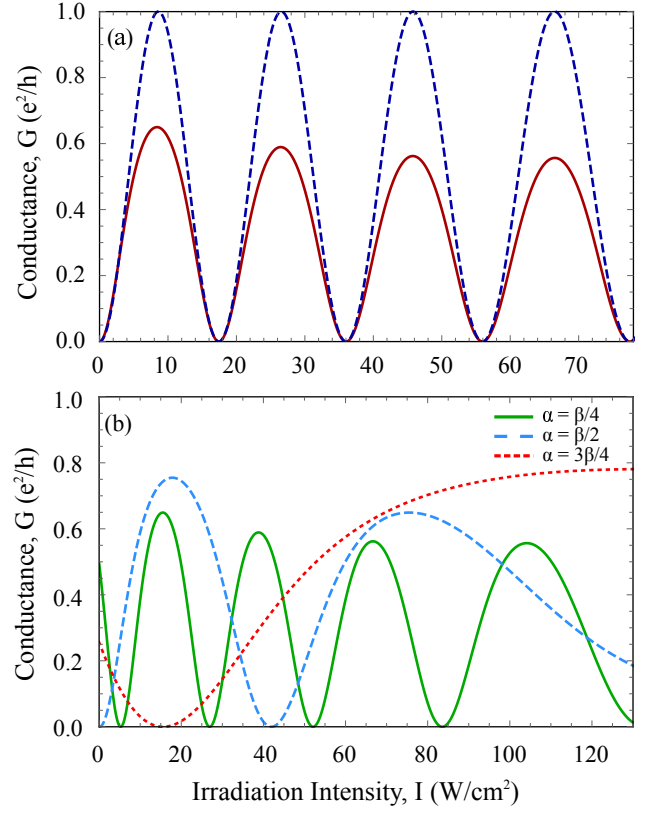 (a)
Conductance, G (e²/h)
1.0
0.8
0.6
0.4
0.2
0.0
0 10 20 30 40 50 60 70
(b)
α = β/4
α = β/2
α = 3β/4
Conductance, G (e²/h)
1.0
0.8
0.6
0.4
0.2
0.0
0 20 40 60 80 100 120
Irradiation Intensity, I (W/cm²)